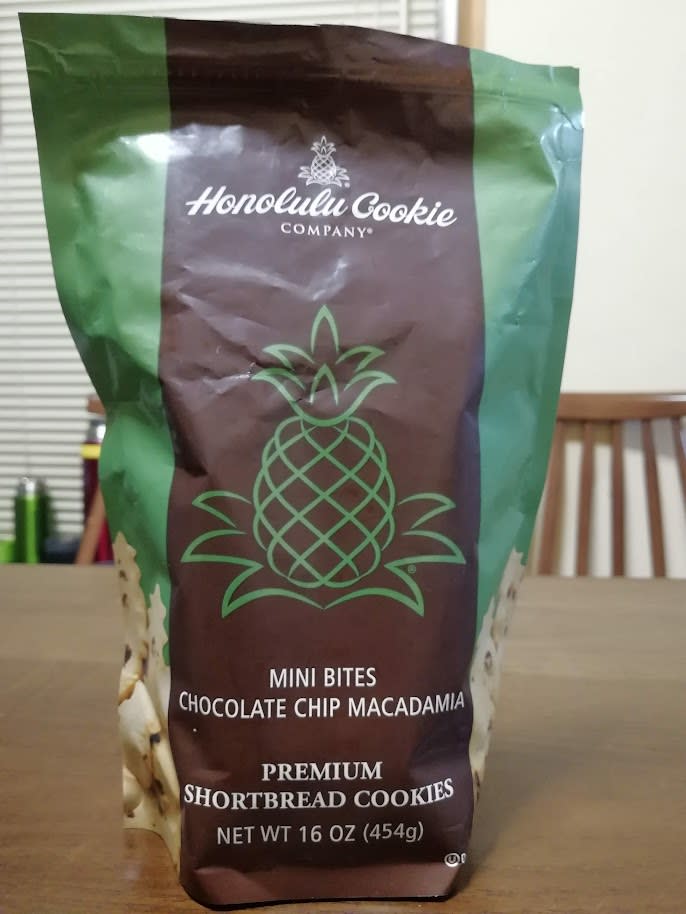 Honolulu Cookie
COMPANY®
®
MINI BITES
CHOCOLATE CHIP MACADAMIA
PREMIUM
SHORTBREAD COOKIES
NET WT 16 OZ (454g)
Ⓤ D